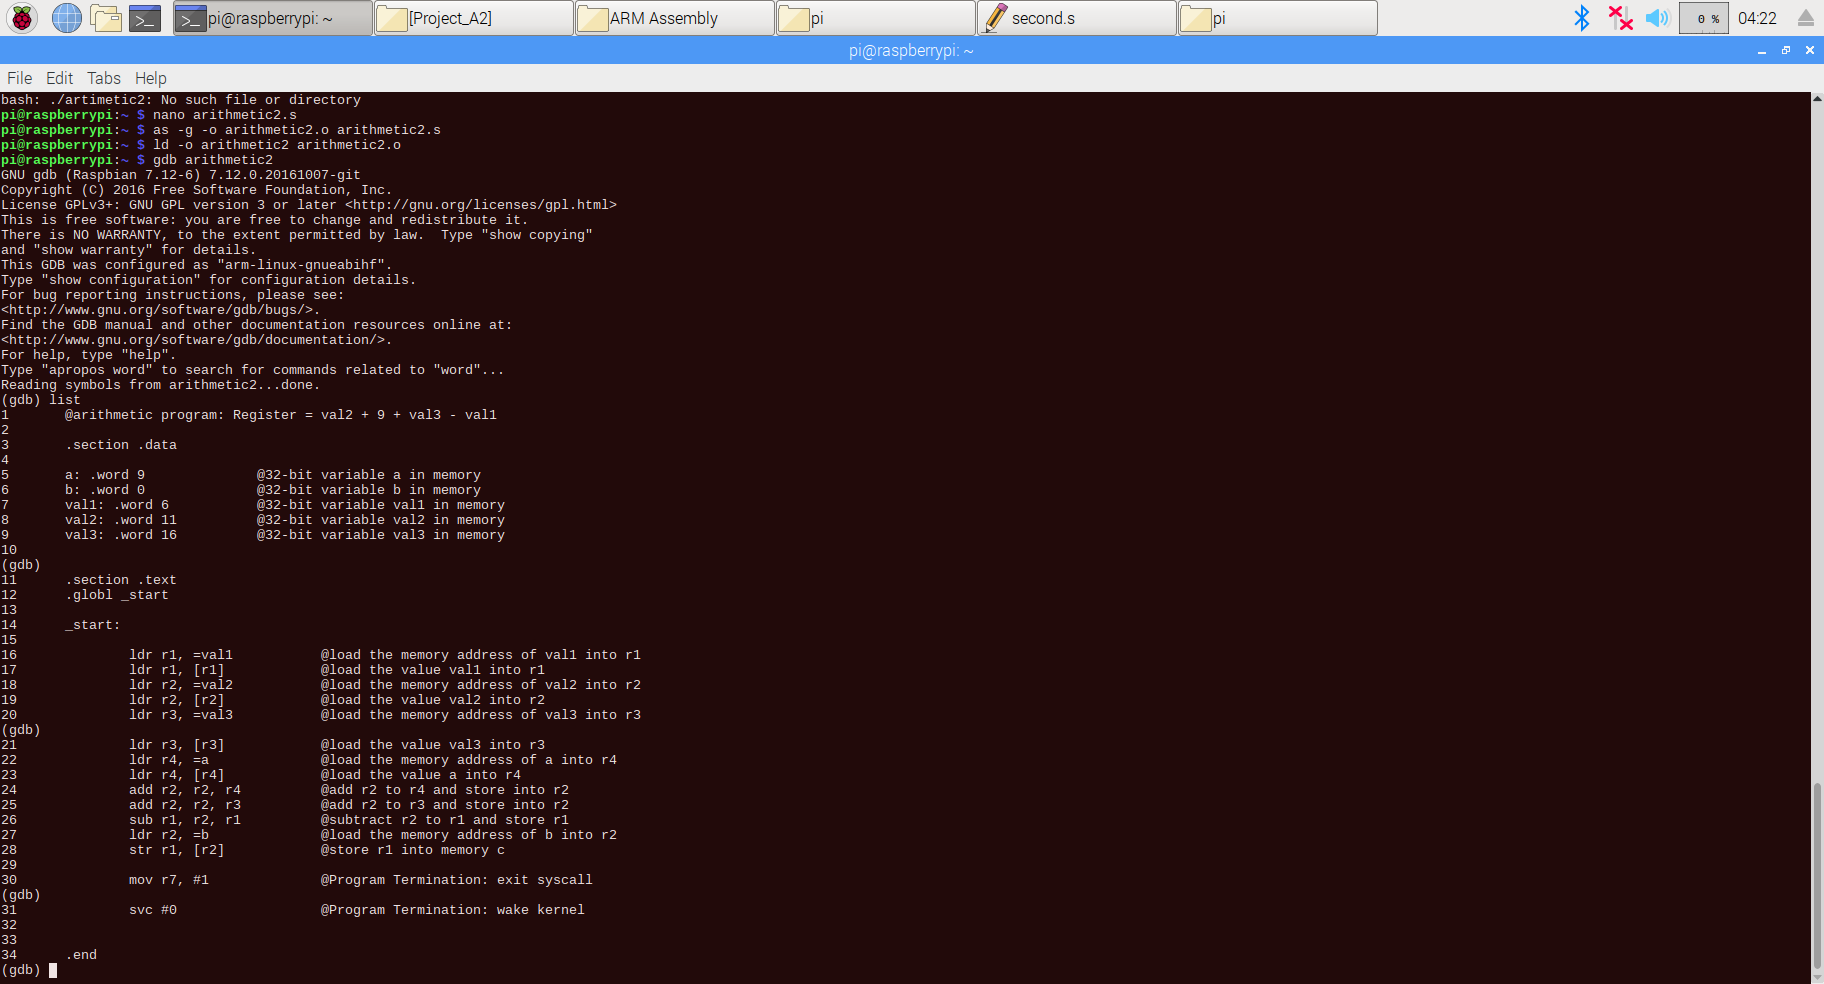 pi@raspberrypi: ~ [Project_A2] ARM Assembly pi second.s pi 0 % 04:22
pi@raspberrypi: ~
File Edit Tabs Help
bash: ./artimetic2: No such file or directory
pi@raspberrypi:~ $ nano arithmetic2.s
pi@raspberrypi:~ $ as -g -o arithmetic2.o arithmetic2.s
pi@raspberrypi:~ $ ld -o arithmetic2 arithmetic2.o
pi@raspberrypi:~ $ gdb arithmetic2
GNU gdb (Raspbian 7.12-6) 7.12.0.20161007-git
Copyright (C) 2016 Free Software Foundation, Inc.
License GPLv3+: GNU GPL version 3 or later <http://gnu.org/licenses/gpl.html>
This is free software: you are free to change and redistribute it.
There is NO WARRANTY, to the extent permitted by law.  Type "show copying"
and "show warranty" for details.
This GDB was configured as "arm-linux-gnueabihf".
Type "show configuration" for configuration details.
For bug reporting instructions, please see:
<http://www.gnu.org/software/gdb/bugs/>.
Find the GDB manual and other documentation resources online at:
<http://www.gnu.org/software/gdb/documentation/>.
For help, type "help".
Type "apropos word" to search for commands related to "word"...
Reading symbols from arithmetic2...done.
(gdb) list
1       @arithmetic program: Register = val2 + 9 + val3 - val1
2
3       .section .data
4
5       a: .word 9              @32-bit variable a in memory
6       b: .word 0              @32-bit variable b in memory
7       val1: .word 6           @32-bit variable val1 in memory
8       val2: .word 11          @32-bit variable val2 in memory
9       val3: .word 16          @32-bit variable val3 in memory
10
(gdb)
11      .section .text
12      .globl _start
13
14      _start:
15
16              ldr r1, =val1           @load the memory address of val1 into r1
17              ldr r1, [r1]            @load the value val1 into r1
18              ldr r2, =val2           @load the memory address of val2 into r2
19              ldr r2, [r2]            @load the value val2 into r2
20              ldr r3, =val3           @load the memory address of val3 into r3
(gdb)
21              ldr r3, [r3]            @load the value val3 into r3
22              ldr r4, =a              @load the memory address of a into r4
23              ldr r4, [r4]            @load the value a into r4
24              add r2, r2, r4          @add r2 to r4 and store into r2
25              add r2, r2, r3          @add r2 to r3 and store into r2
26              sub r1, r2, r1          @subtract r2 to r1 and store r1
27              ldr r2, =b              @load the memory address of b into r2
28              str r1, [r2]            @store r1 into memory c
29
30              mov r7, #1              @Program Termination: exit syscall
(gdb)
31              svc #0                  @Program Termination: wake kernel
32
33
34      .end
(gdb)